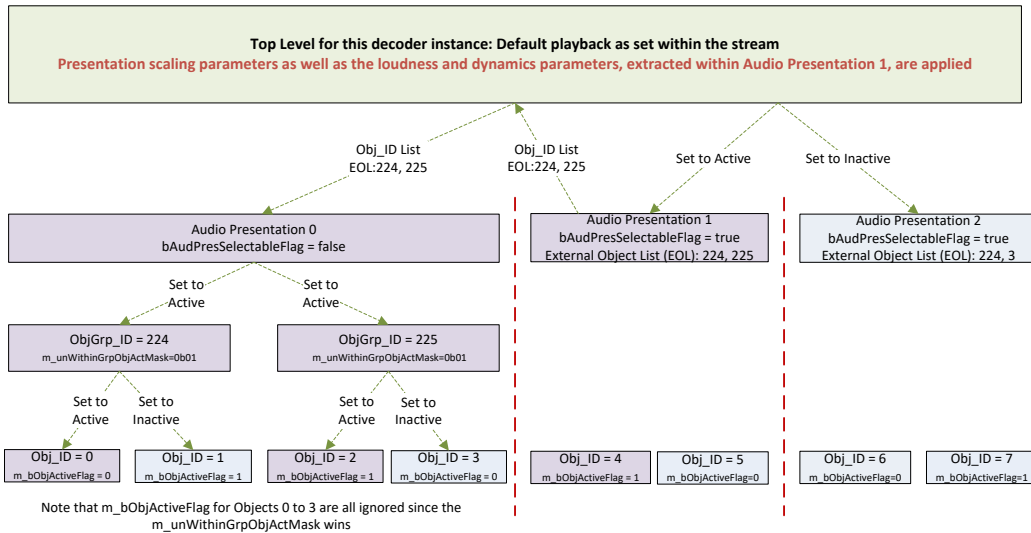 Top Level for this decoder instance: Default playback as set within the stream
Presentation scaling parameters as well as the loudness and dynamics parameters, extracted within Audio Presentation 1, are applied
Obj_ID List
EOL:224, 225
Obj_ID List
EOL:224, 225
Set to Active
Set to Inactive
Audio Presentation 0
bAudPresSelectableFlag = false
Audio Presentation 1
bAudPresSelectableFlag = true
External Object List (EOL): 224, 225
Audio Presentation 2
bAudPresSelectableFlag = true
External Object List (EOL): 224, 3
Set to
Active
Set to
Active
ObjGrp_ID = 224
m_unWithinGrpObjActMask=0b01
ObjGrp_ID = 225
m_unWithinGrpObjActMask=0b01
Set to
Active
Set to
Inactive
Set to
Active
Set to
Inactive
Obj_ID = 0
m_bObjActiveFlag = 0
Obj_ID = 1
m_bObjActiveFlag = 1
Obj_ID = 2
m_bObjActiveFlag = 1
Obj_ID = 3
m_bObjActiveFlag = 0
Obj_ID = 4
m_bObjActiveFlag = 1
Obj_ID = 5
m_bObjActiveFlag=0
Obj_ID = 6
m_bObjActiveFlag=0
Obj_ID = 7
m_bObjActiveFlag=1
Note that m_bObjActiveFlag for Objects 0 to 3 are all ignored since the
m_unWithinGrpObjActMask wins